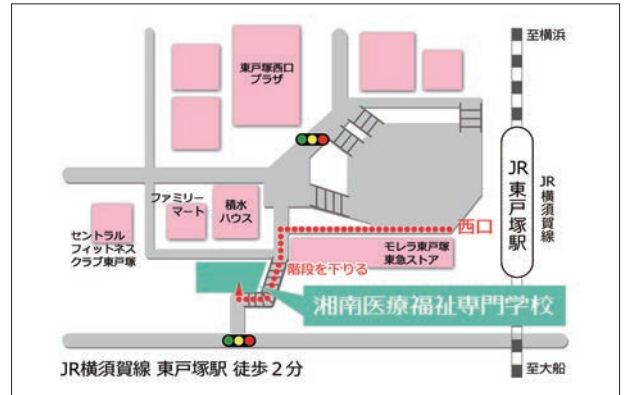 至横浜
東戸塚西口
プラザ
JR 東戸塚駅
JR横須賀線
ファミリー
マート
積水
ハウス
セントラル
フィットネス
クラブ東戸塚
西口
モレラ東戸塚
東急ストア
階段を下りる
湘南医療福祉専門学校
JR横須賀線 東戸塚駅 徒歩2分
至大船